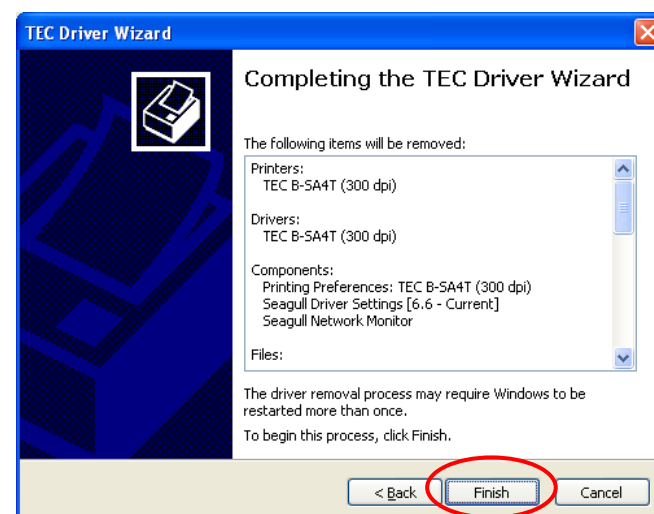 TEC Driver Wizard
Completing the TEC Driver Wizard
The following items will be removed:
Printers:
TEC B-SA4T (300 dpi)
Drivers:
TEC B-SA4T (300 dpi)
Components:
Printing Preferences: TEC B-SA4T (300 dpi)
Seagull Driver Settings [6.6 - Current]
Seagull Network Monitor
Files:
The driver removal process may require Windows to be
restarted more than once.
To begin this process, click Finish.
< Back Finish Cancel